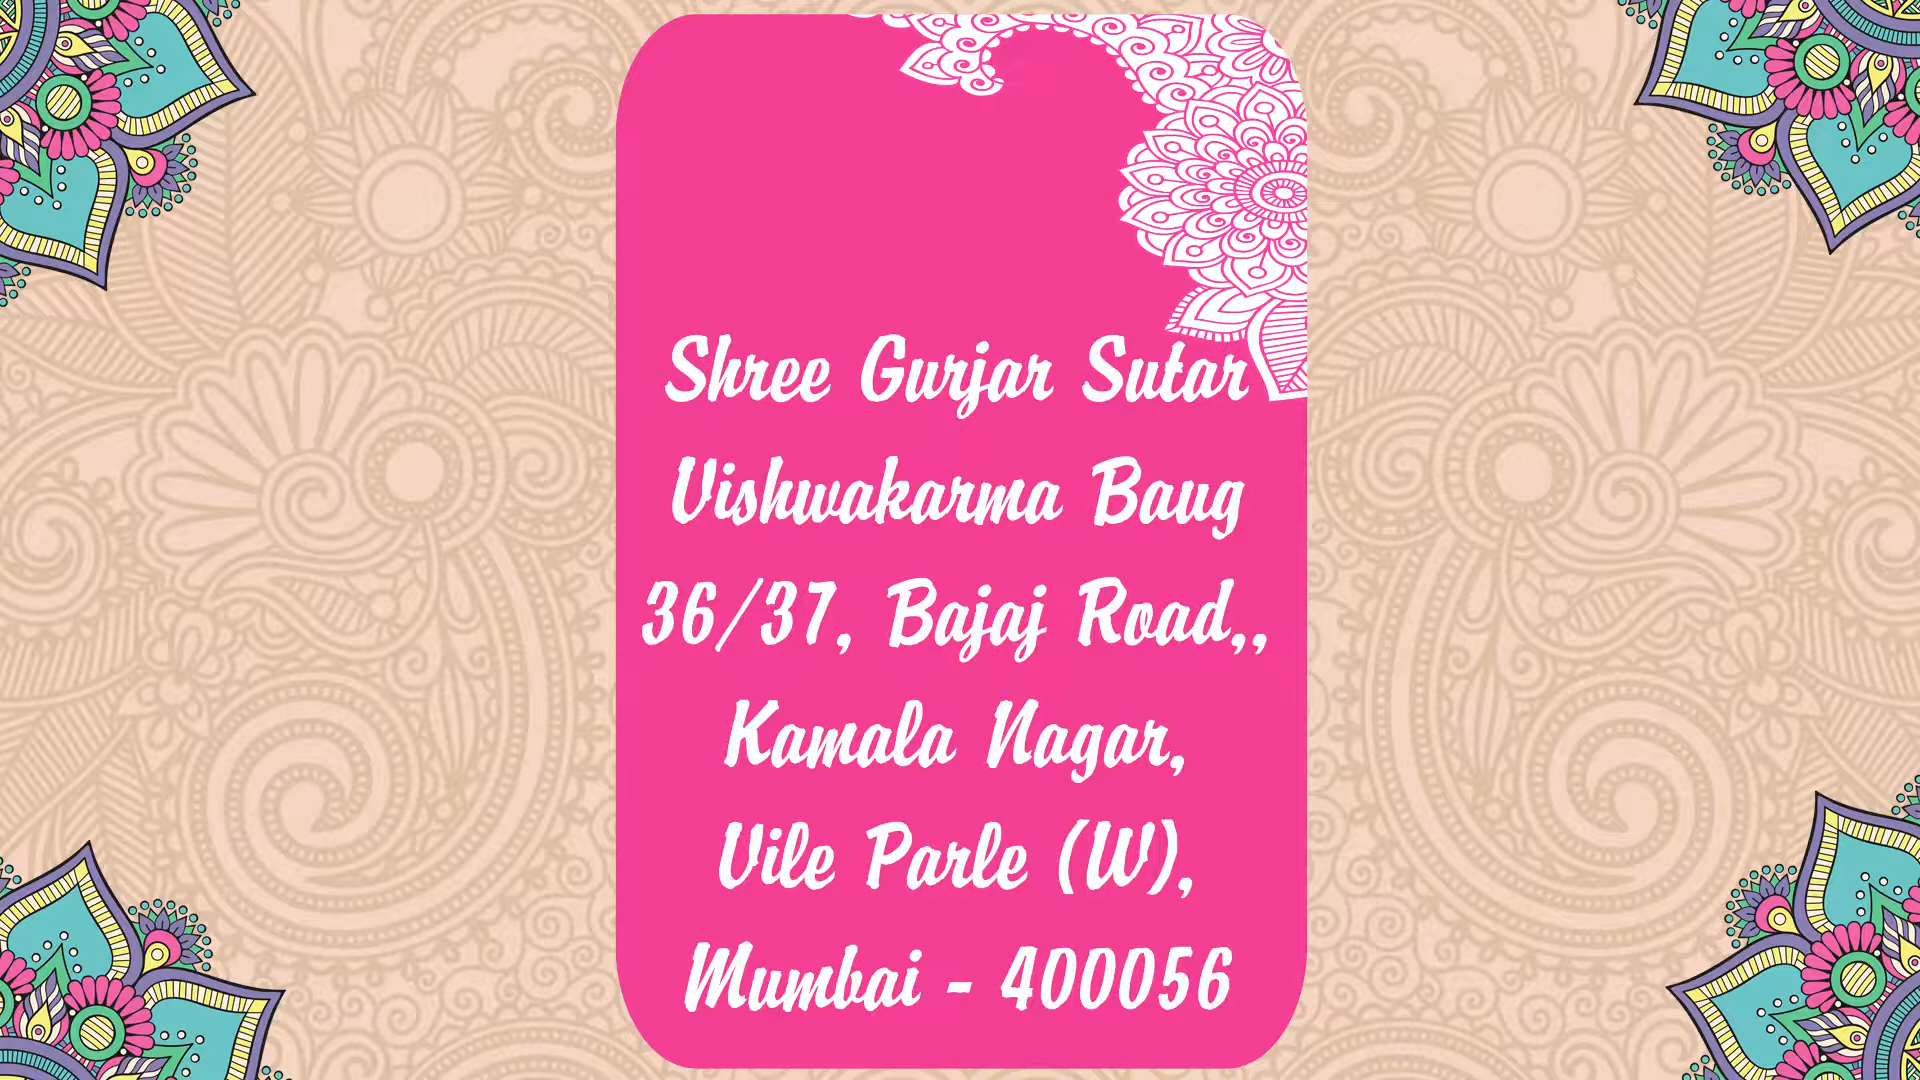 Shree Gurjar Sutar
Vishwakarma Baug
36/37, Bajaj Road,,
Kamala Nagar,
Vile Parle (W),
Mumbai - 400056